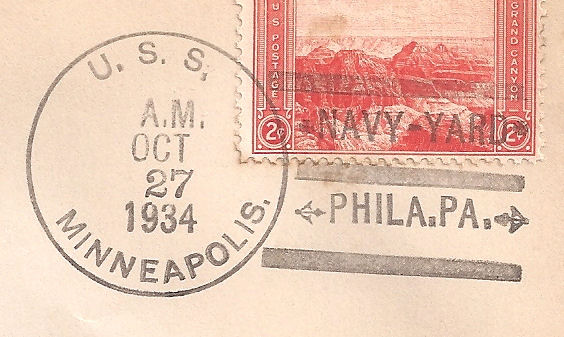 U. S. S.
A.M.
OCT
27
1934
MINNEAPOLIS.
U S POSTAGE
GRAND CANYON
2¢ 2¢
NAVY-YARD
PHILA.PA.